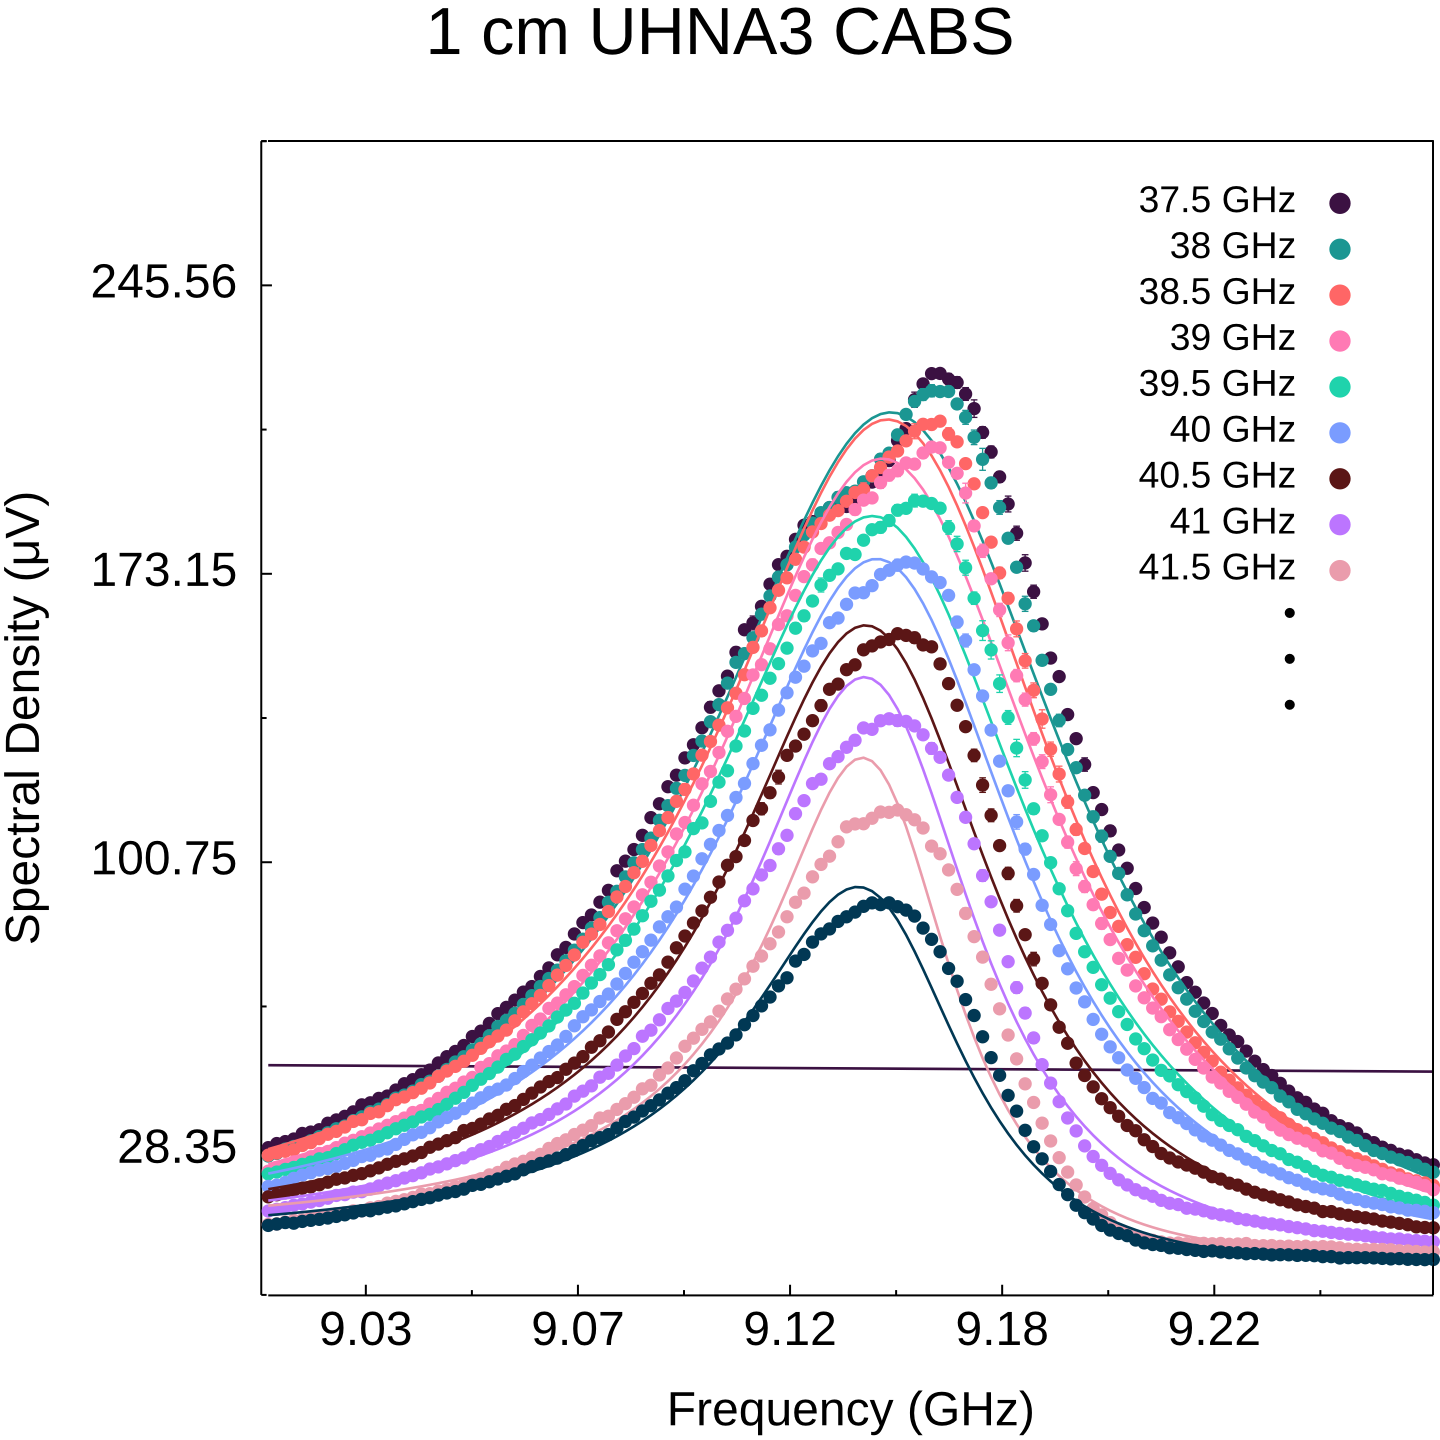 1 cm UHNA3 CABS
37.5 GHz
38 GHz
38.5 GHz
39 GHz
39.5 GHz
40 GHz
40.5 GHz
41 GHz
41.5 GHz
245.56
173.15
100.75
28.35
Spectral Density (μV)
9.03
9.07
9.12
9.18
9.22
Frequency (GHz)